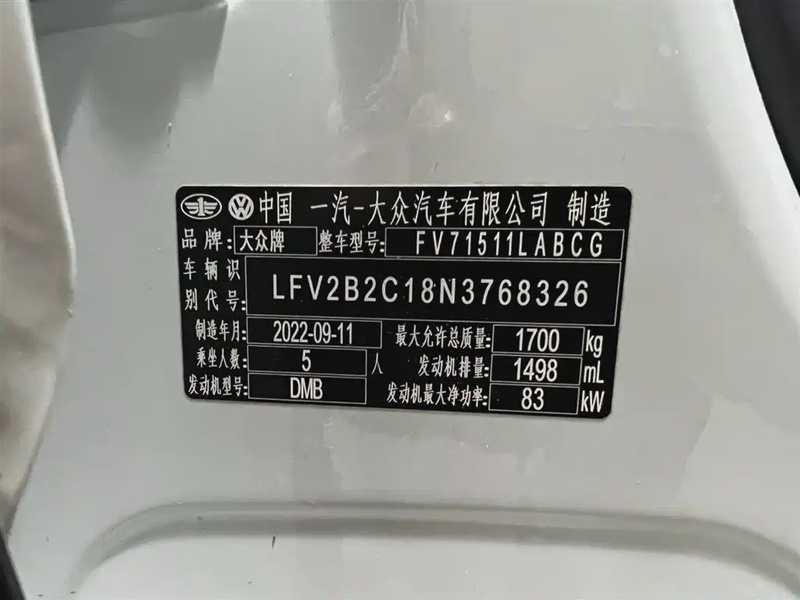 中国 一汽-大众汽车有限公司 制造
品牌: 大众牌 整车型号: FV71511LABCG
车辆识别代号: LFV2B2C18N3768326
制造年月: 2022-09-11 最大允许总质量: 1700 kg
乘坐人数: 5 人 发动机排量: 1498 mL
发动机型号: DMB 发动机最大净功率: 83 kW